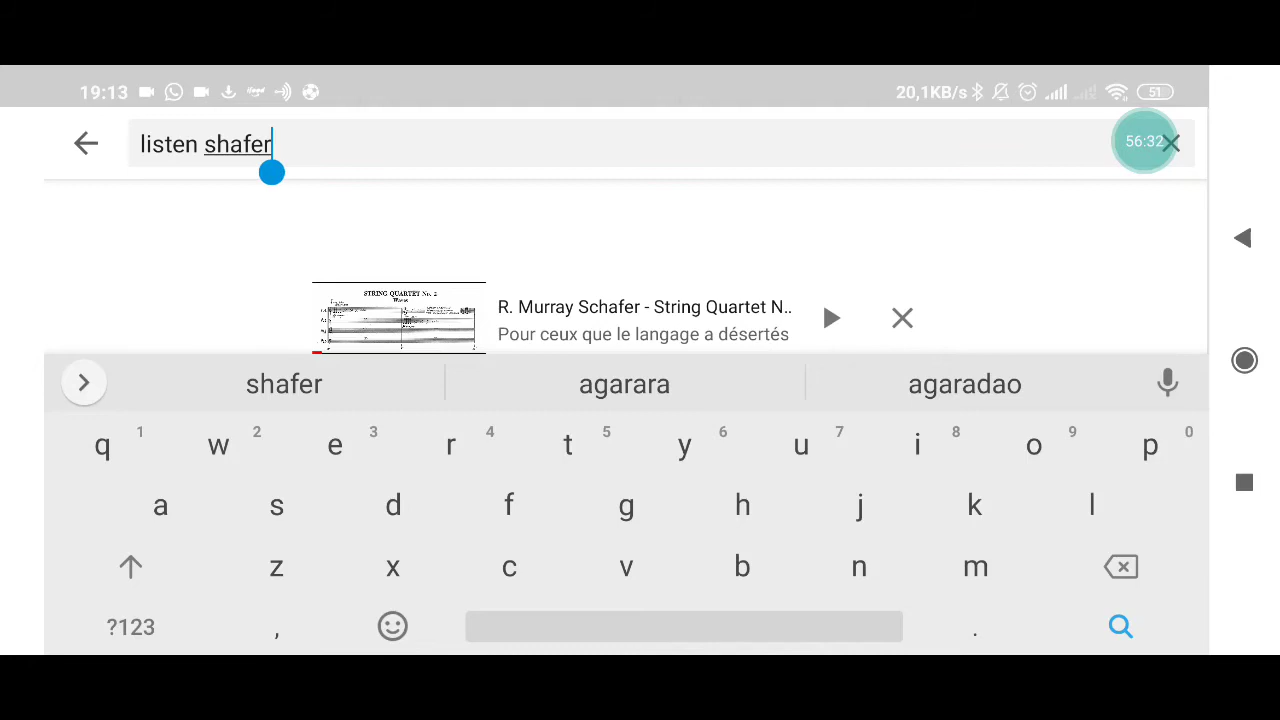 19:13
20,1KB/s
51
listen shafer
56:32
STRING QUARTET No. 2
Waves
R. Murray Schafer - String Quartet N..
Pour ceux que le langage a désertés
shafer
agarara
agaradao
q 1 w 2 e 3 r 4 t 5 y 6 u 7 i 8 o 9 p 0
a s d f g h j k l
z x c v b n m
?123 , .